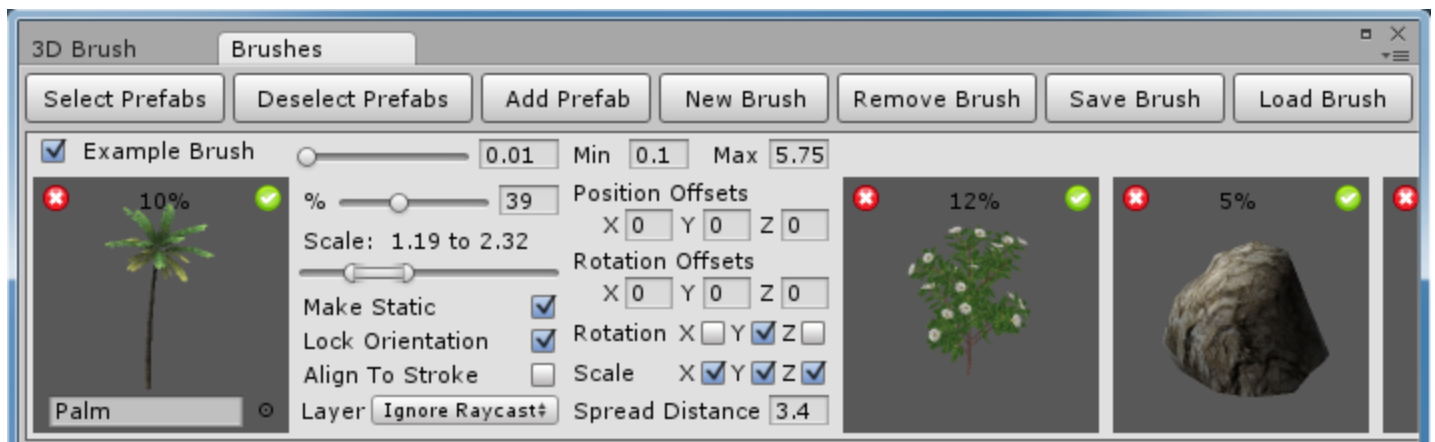 3D Brush Brushes
Select Prefabs Deselect Prefabs Add Prefab New Brush Remove Brush Save Brush Load Brush
Example Brush 0.01 Min 0.1 Max 5.75
10% % 39 Position Offsets 12% 5%
X 0 Y 0 Z 0
Scale: 1.19 to 2.32
Rotation Offsets
X 0 Y 0 Z 0
Make Static
Lock Orientation Rotation X Y Z
Align To Stroke Scale X Y Z
Palm Layer Ignore Raycast Spread Distance 3.4